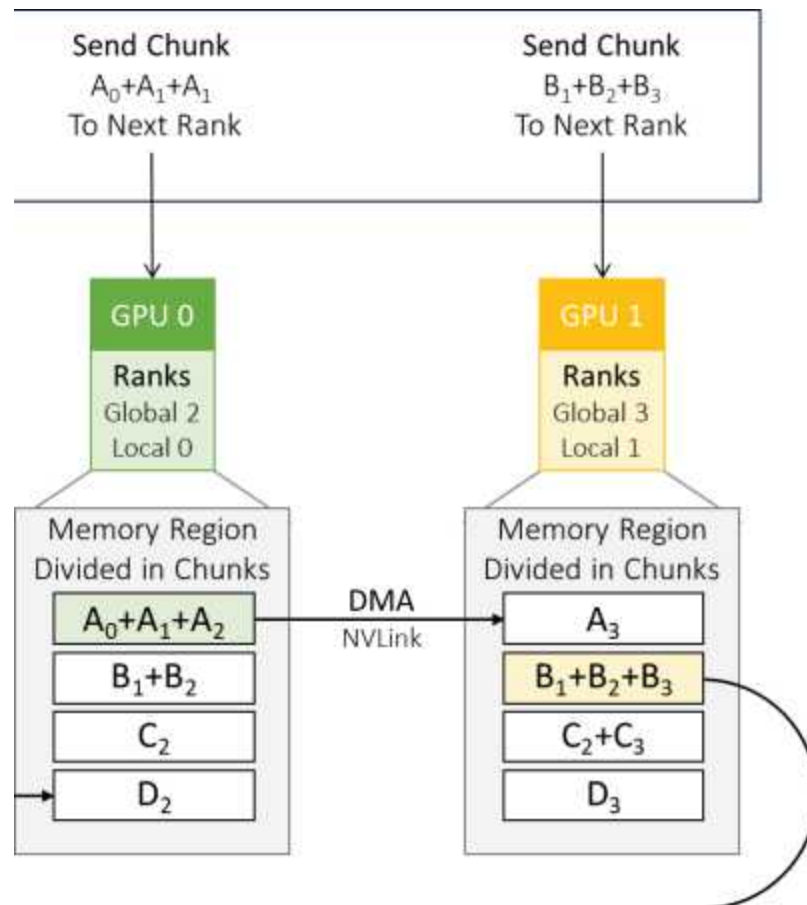 Send Chunk
A₀+A₁+A₁
To Next Rank
Send Chunk
B₁+B₂+B₃
To Next Rank
GPU 0
Ranks
Global 2
Local 0
GPU 1
Ranks
Global 3
Local 1
Memory Region
Divided in Chunks
A₀+A₁+A₂
B₁+B₂
C₂
D₂
DMA
NVLink
Memory Region
Divided in Chunks
A₃
B₁+B₂+B₃
C₂+C₃
D₃